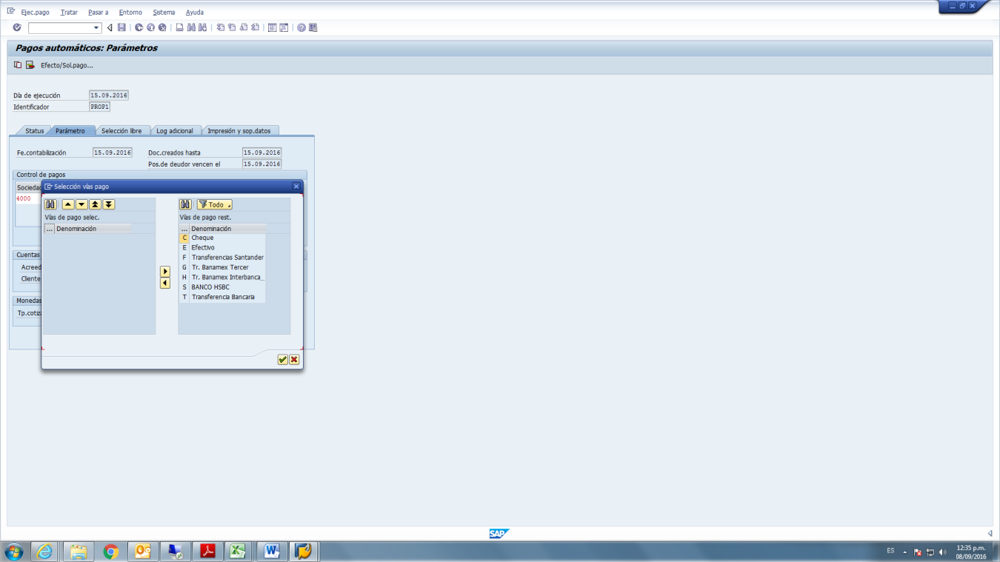 Ejec.pago Tratar Pasar a Entorno Sistema Ayuda
Pagos automáticos: Parámetros
Efecto/Sol.pago...
Día de ejecución 15.09.2016
Identificador PROP1
Status Parámetro Selección libre Log adicional Impresión y sop.datos
Fe.contabilización 15.09.2016 Doc.creados hasta 15.09.2016
Pos.de deudor vencen el 15.09.2016
Control de pagos
Sociedad
4000
Cuentas
Acreed
Cliente
Monedas
Tp.cotiz
Selección vías pago
Todo
Vías de pago selec. Vías de pago rest.
... Denominación ... Denominación
C Cheque
E Efectivo
F Transferencias Santander
G Tr. Banamex Tercer
H Tr. Banamex Interbanca...
S BANCO HSBC
T Transferencia Bancaria
SAP
ES 12:35 p.m.
08/09/2016